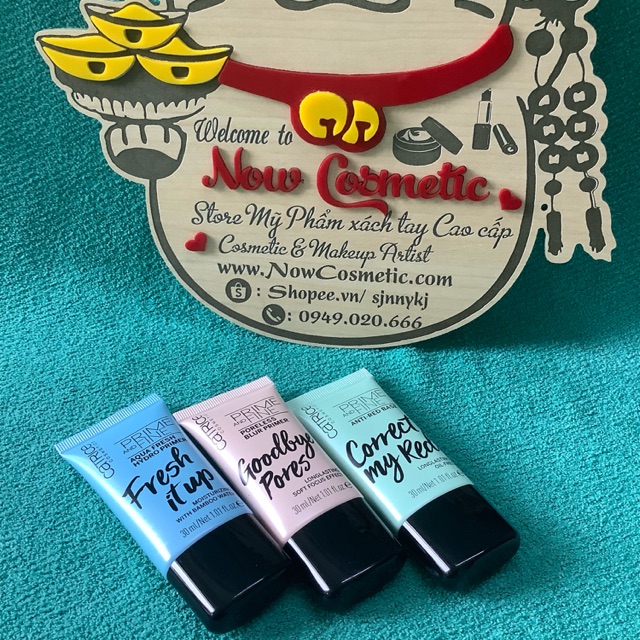 Welcome to
Now Cosmetic
Store Mỹ Phẩm xách tay Cao cấp
Cosmetic & Makeup Artist
www.NowCosmetic.com
: Shopee.vn/ sjnnykj
: 0949.020.666
CATRICE
PRIME
AND FINE
AQUA FRESH
HYDRO PRIMER
Fresh
it up
MOISTURIZING
WITH BAMBOO WATER
30 ml/Net 1.01 fl.oz
CATRICE
PRIME
AND FINE
PORELESS
BLUR PRIMER
Goodbye
Pores
LONGLASTING
SOFT FOCUS EFFECT
30 ml/Net 1.01 fl.oz
CATRICE
PRIME
AND FINE
ANTI-RED BASE
Correct
my Red
LONGLASTING
30 ml/Net 1.01 fl.oz